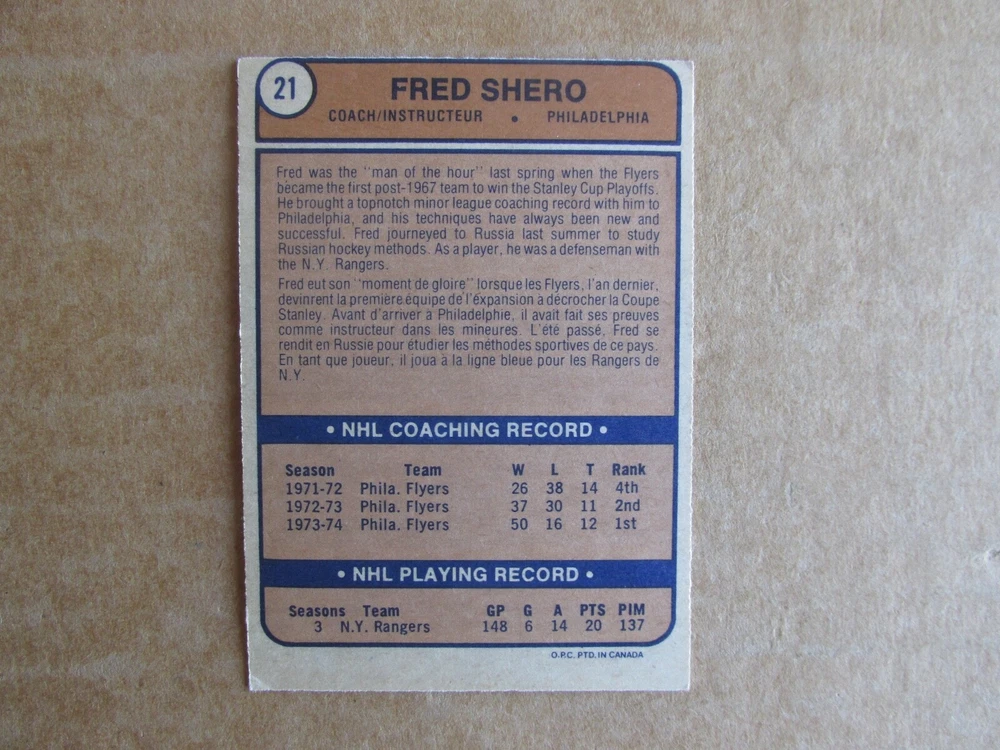 21
FRED SHERO
COACH/INSTRUCTEUR • PHILADELPHIA
Fred was the "man of the hour" last spring when the Flyers
became the first post-1967 team to win the Stanley Cup Playoffs.
He brought a topnotch minor league coaching record with him to
Philadelphia, and his techniques have always been new and
successful. Fred journeyed to Russia last summer to study
Russian hockey methods. As a player, he was a defenseman with
the N.Y. Rangers.
Fred eut son "moment de gloire" lorsque les Flyers, l'an dernier,
devinrent la première équipe de l'expansion à décrocher la Coupe
Stanley. Avant d'arriver à Philadelphie, il avait fait ses preuves
comme instructeur dans les mineures. L'été passé, Fred se
rendit en Russie pour étudier les méthodes sportives de ce pays.
En tant que joueur, il joua à la ligne bleue pour les Rangers de
N.Y.
• NHL COACHING RECORD •
Season Team W L T Rank
1971-72 Phila. Flyers 26 38 14 4th
1972-73 Phila. Flyers 37 30 11 2nd
1973-74 Phila. Flyers 50 16 12 1st
• NHL PLAYING RECORD •
Seasons Team GP G A PTS PIM
3 N.Y. Rangers 148 6 14 20 137
O.P.C. PTD. IN CANADA